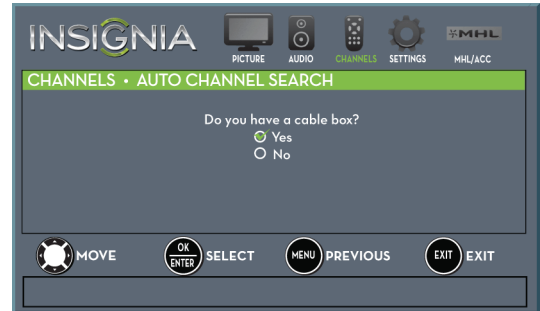 INSIGNIA
PICTURE AUDIO CHANNELS SETTINGS MHL/ACC
MHL
CHANNELS • AUTO CHANNEL SEARCH
Do you have a cable box?
Yes
No
MOVE OK ENTER SELECT MENU PREVIOUS EXIT EXIT